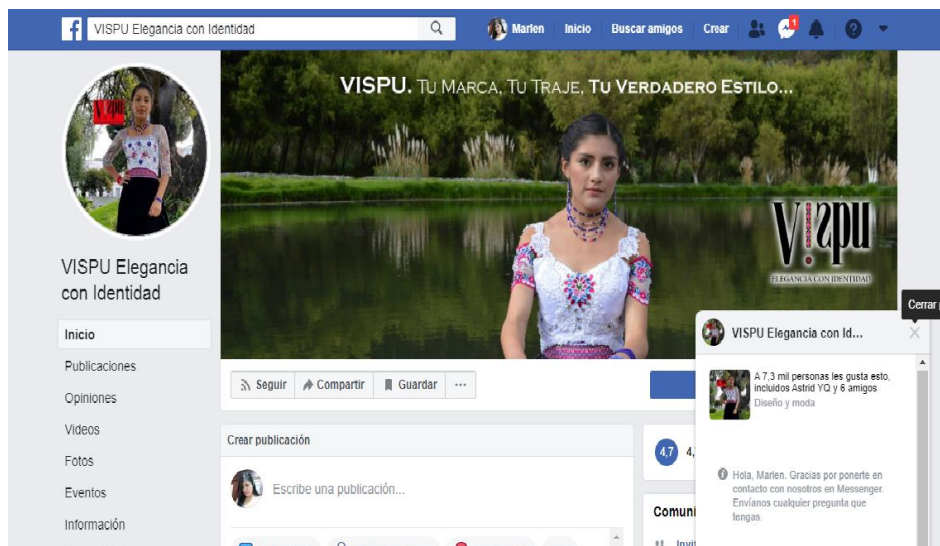 VISPU Elegancia con Identidad
Marlen
Inicio
Buscar amigos
Crear
1
VISPU. TU MARCA, TU TRAJE, TU VERDADERO ESTILO...
VISPU
ELEGANCIA CON IDENTIDAD
VISPU Elegancia
con Identidad
Inicio
Publicaciones
Opiniones
Videos
Fotos
Eventos
Información
Seguir
Compartir
Guardar
...
Crear publicación
Escribe una publicación...
4,7
4,
Comuni
Invit
Cerrar p
VISPU Elegancia con Id...
A 7,3 mil personas les gusta esto,
incluidos Astrid YQ y 6 amigos
Diseño y moda
Hola, Marlen. Gracias por ponerte en
contacto con nosotros en Messenger.
Envíanos cualquier pregunta que
tengas.